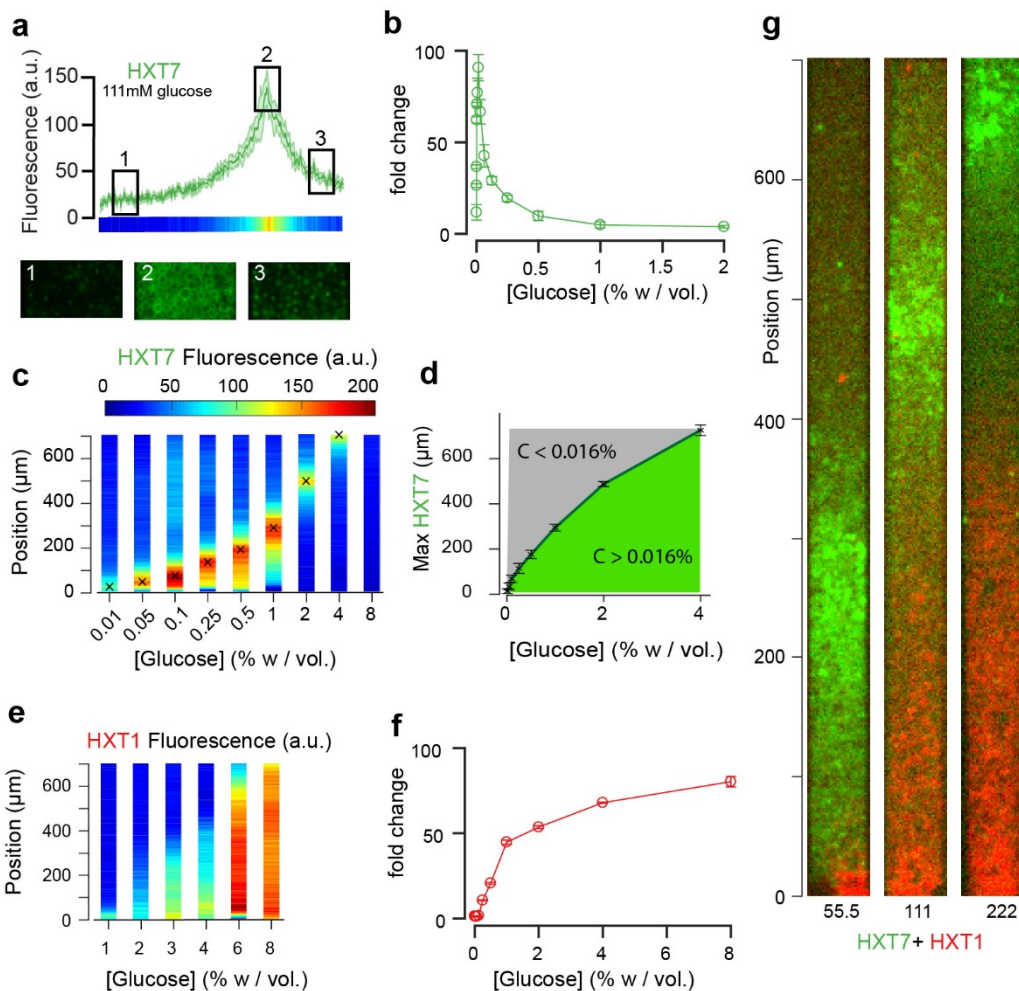 a
HXT7
111mM glucose
Fluorescence (a.u.)
150
100
50
0
1
2
3
1
2
3
b
fold change
100
50
0
0
0.5
1
1.5
2
[Glucose] (% w / vol.)
c
HXT7 Fluorescence (a.u.)
0 50 100 150 200
Position (µm)
600
400
200
0
0.01 0.05 0.1 0.25 0.5 1 2 4 8
[Glucose] (% w / vol.)
d
Max HXT7 (µm)
600
400
200
0
C < 0.016%
C > 0.016%
0 2 4
[Glucose] (% w / vol.)
e
HXT1 Fluorescence (a.u.)
Position (µm)
600
400
200
0
1 2 3 4 6 8
[Glucose] (% w / vol.)
f
fold change
100
50
0
0 2 4 6 8
[Glucose] (% w / vol.)
g
Position (µm)
600
400
200
0
55.5 111 222
HXT7+ HXT1